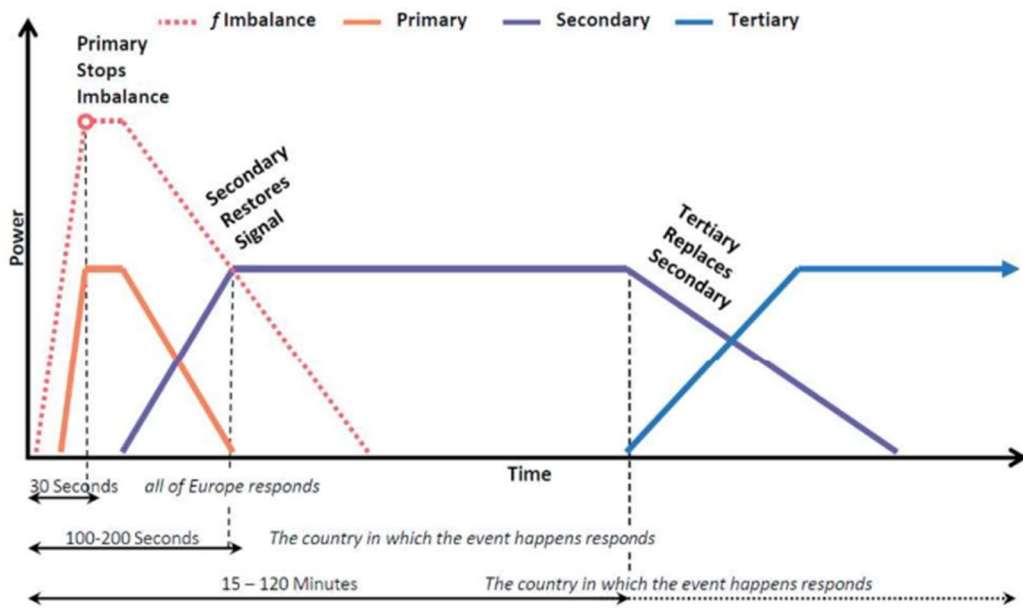 f Imbalance Primary Secondary Tertiary
Primary
Stops
Imbalance
Secondary
Restores
Signal
Tertiary
Replaces
Secondary
Power
Time
30 Seconds all of Europe responds
100-200 Seconds The country in which the event happens responds
15 – 120 Minutes The country in which the event happens responds